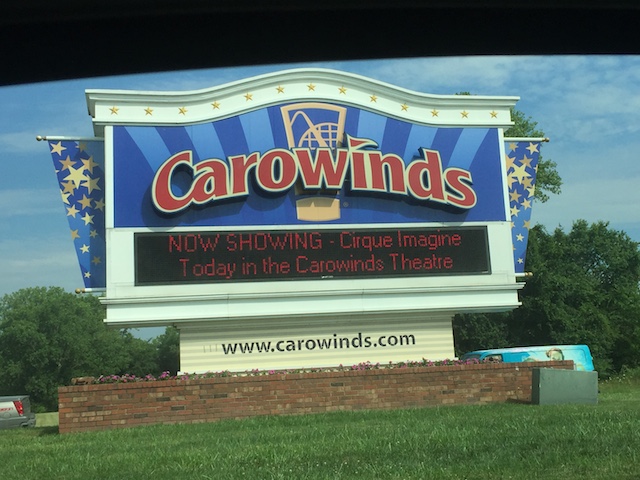 Carowinds
NOW SHOWING - Cirque Imagine
Today in the Carowinds Theatre
www.carowinds.com